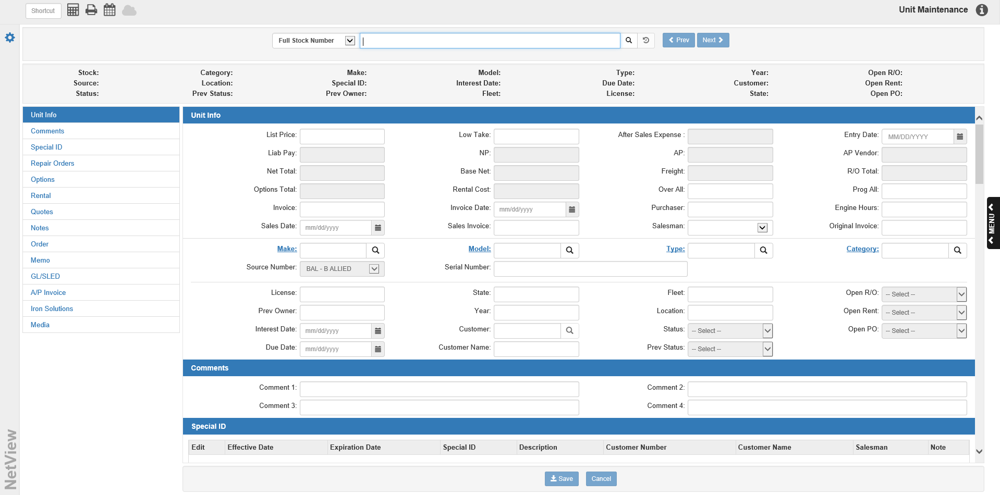 Shortcut
Unit Maintenance
Full Stock Number
Prev Next
Stock: Category: Make: Model: Type: Year: Open R/O:
Source: Location: Special ID: Interest Date: Due Date: Customer: Open Rent:
Status: Prev Status: Prev Owner: Fleet: License: State: Open PO:
Unit Info
Comments
Special ID
Repair Orders
Options
Rental
Quotes
Notes
Order
Memo
GL/SLED
A/P Invoice
Iron Solutions
Media
Unit Info
List Price: Low Take: After Sales Expense : Entry Date: MM/DD/YYYY
Liab Pay: NP: AP: AP Vendor:
Net Total: Base Net: Freight: R/O Total:
Options Total: Rental Cost: Over All: Prog All:
Invoice: Invoice Date: mm/dd/yyyy Purchaser: Engine Hours:
Sales Date: mm/dd/yyyy Sales Invoice: Salesman: Original Invoice:
Make: Model: Type: Category:
Source Number: BAL - B ALLIED Serial Number:
License: State: Fleet: Open R/O: -- Select --
Prev Owner: Year: Location: Open Rent: -- Select --
Interest Date: mm/dd/yyyy Customer: Status: -- Select -- Open PO: -- Select --
Due Date: mm/dd/yyyy Customer Name: Prev Status: -- Select --
Comments
Comment 1: Comment 2:
Comment 3: Comment 4:
Special ID
Edit Effective Date Expiration Date Special ID Description Customer Number Customer Name Salesman Note
Save Cancel
MENU
NetView